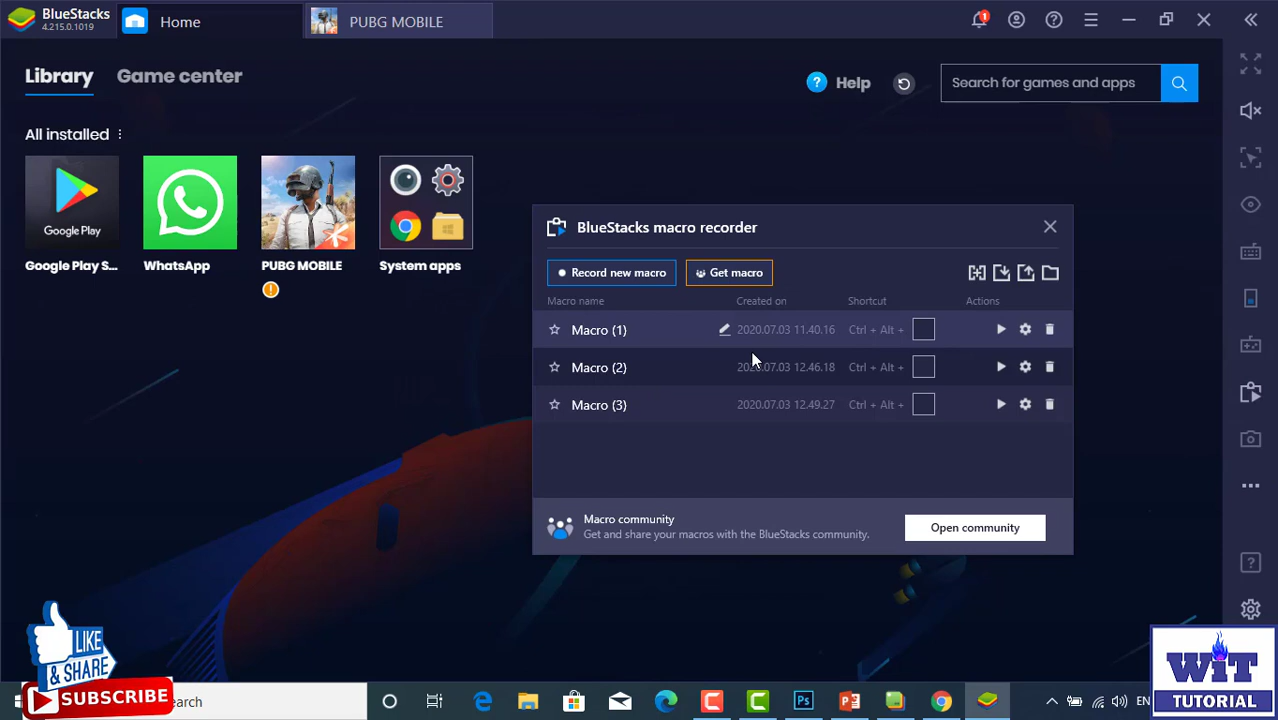 BlueStacks
4.215.0.1019
Home
PUBG MOBILE
1
Library
Game center
Help
Search for games and apps
All installed
Google Play
Google Play S...
WhatsApp
PUBG MOBILE
System apps
BlueStacks macro recorder
Record new macro
Get macro
Macro name
Created on
Shortcut
Actions
Macro (1)
2020.07.03 11.40.16
Ctrl + Alt +
Macro (2)
2020.07.03 12.46.18
Ctrl + Alt +
Macro (3)
2020.07.03 12.49.27
Ctrl + Alt +
Macro community
Get and share your macros with the BlueStacks community.
Open community
LIKE
& SHARE
SUBSCRIBE
earch
EN
WIT
TUTORIAL